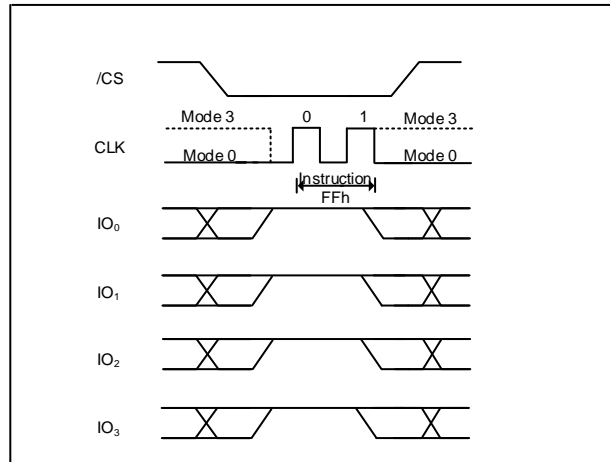 /CS
Mode 3 0 1 Mode 3
CLK
Mode 0 Mode 0
Instruction
FFh
IO₀
IO₁
IO₂
IO₃